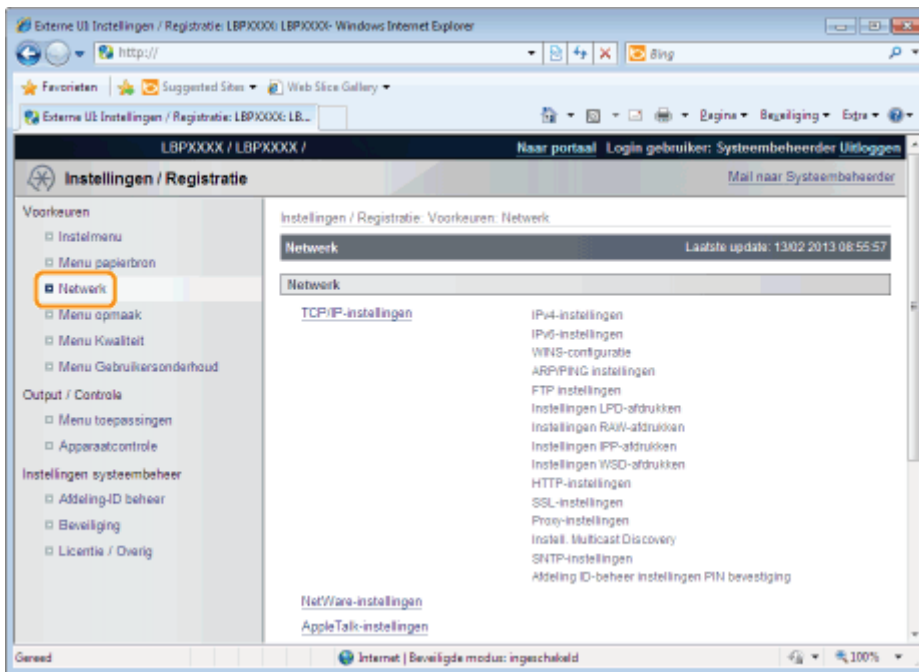 Externe UI: Instellingen / Registratie: LBPXXXX: LBPXXXX- Windows Internet Explorer
http://
Bing
Favorieten
Suggested Sites
Web Slice Gallery
Externe UI: Instellingen / Registratie: LBPXXXX: LB...
Pagina
Beveiliging
Extra
LBPXXXX / LBPXXXX /
Naar portaal Login gebruiker: Systeembeheerder Uitloggen
Instellingen / Registratie
Mail naar Systeembeheerder
Voorkeuren
Instelmenu
Menu papierbron
Netwerk
Menu opmaak
Menu Kwaliteit
Menu Gebruikersonderhoud
Output / Controle
Menu toepassingen
Apparaatcontrole
Instellingen systeembeheer
Afdeling-ID beheer
Beveiliging
Licentie / Overig
Instellingen / Registratie: Voorkeuren: Netwerk
Netwerk
Laatste update: 13/02 2013 08:55:57
Netwerk
TCP/IP-instellingen
IPv4-instellingen
IPv6-instellingen
WINS-configuratie
ARP/PING instellingen
FTP instellingen
Instellingen LPD-afdrukken
Instellingen RAW-afdrukken
Instellingen IPP-afdrukken
Instellingen WSD-afdrukken
HTTP-instellingen
SSL-instellingen
Proxy-instellingen
Instell. Multicast Discovery
SNTP-instellingen
Afdeling ID-beheer instellingen PIN bevestiging
NetWare-instellingen
AppleTalk-instellingen
Gereed
Internet | Beveiligde modus: ingeschakeld
100%